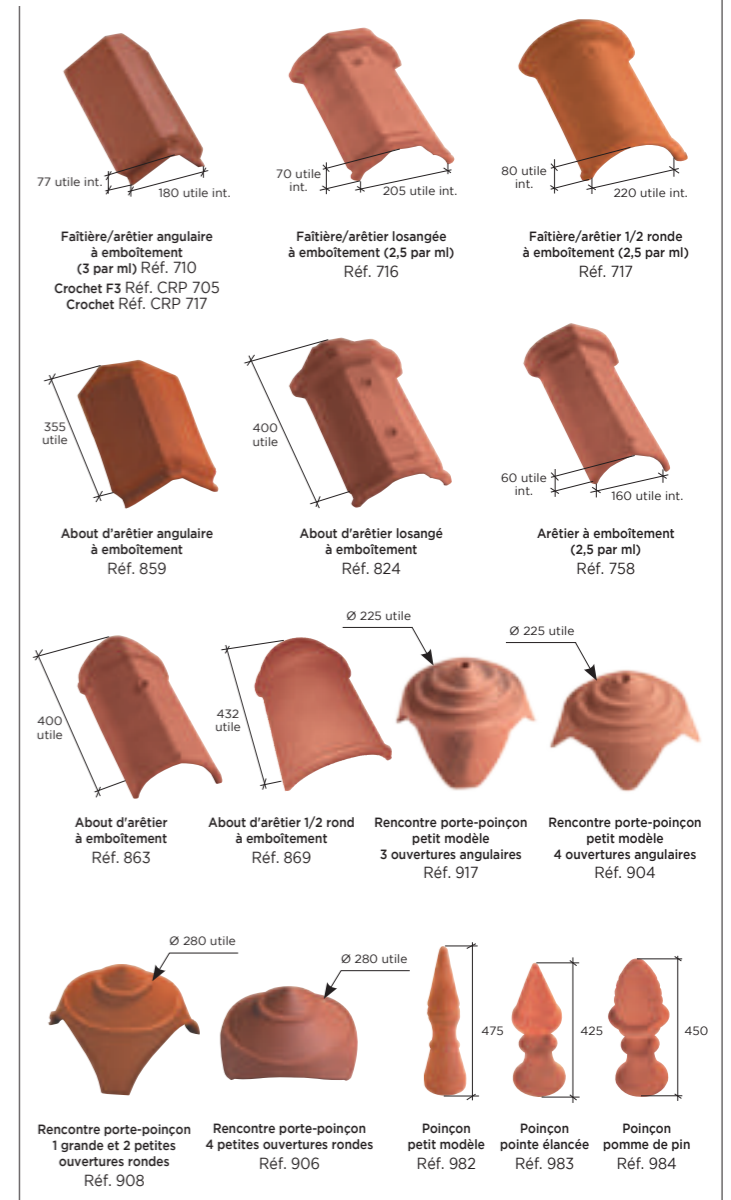 77 utile int.
180 utile int.
70 utile
int.
205 utile int.
80 utile
int.
220 utile int.
Faîtière/arêtier angulaire
à emboîtement
(3 par ml) Réf. 710
Crochet F3 Réf. CRP 705
Crochet Réf. CRP 717
Faîtière/arêtier losangée
à emboîtement (2,5 par ml)
Réf. 716
Faîtière/arêtier 1/2 ronde
à emboîtement (2,5 par ml)
Réf. 717
355
utile
400
utile
60 utile
int.
160 utile int.
About d'arêtier angulaire
à emboîtement
Réf. 859
About d'arêtier losangé
à emboîtement
Réf. 824
Arêtier à emboîtement
(2,5 par ml)
Réf. 758
400
utile
432
utile
Ø 225 utile
Ø 225 utile
About d'arêtier
à emboîtement
Réf. 863
About d'arêtier 1/2 rond
à emboîtement
Réf. 869
Rencontre porte-poinçon
petit modèle
3 ouvertures angulaires
Réf. 917
Rencontre porte-poinçon
petit modèle
4 ouvertures angulaires
Réf. 904
Ø 280 utile
Ø 280 utile
475
425
450
Rencontre porte-poinçon
1 grande et 2 petites
ouvertures rondes
Réf. 908
Rencontre porte-poinçon
4 petites ouvertures rondes
Réf. 906
Poinçon
petit modèle
Réf. 982
Poinçon
pointe élancée
Réf. 983
Poinçon
pomme de pin
Réf. 984